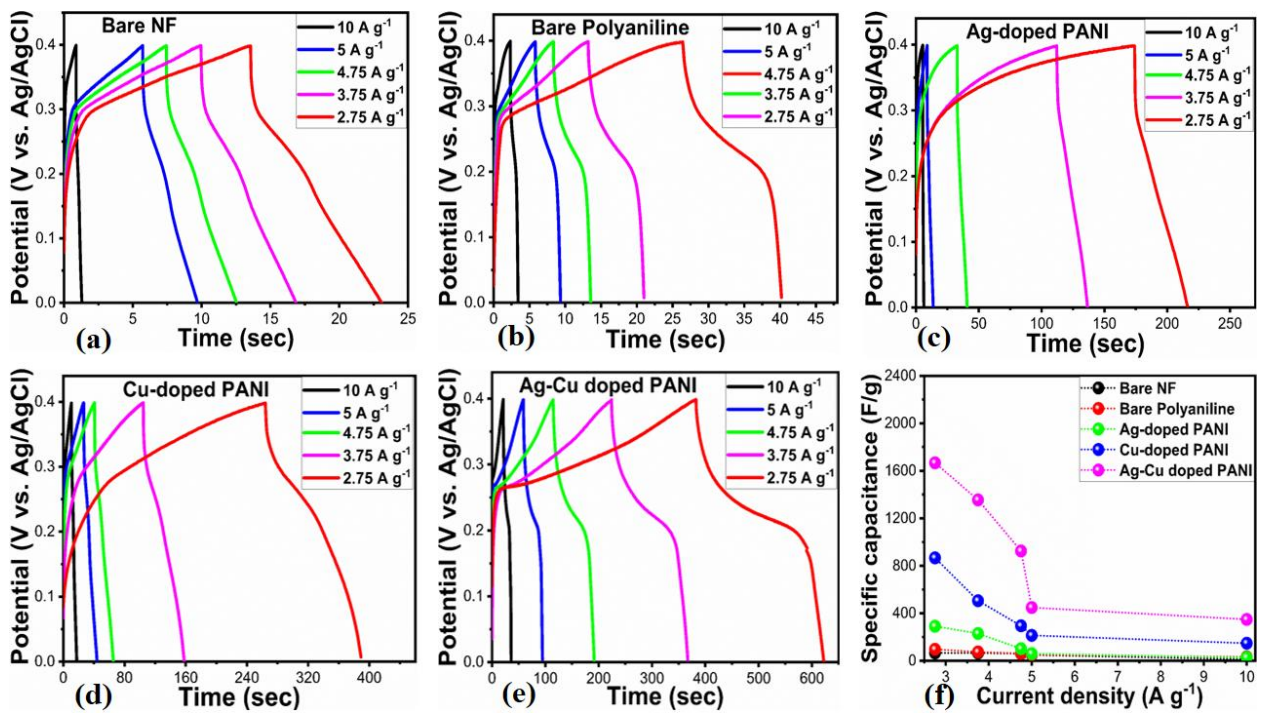 Bare NF
10 A g⁻¹
5 A g⁻¹
4.75 A g⁻¹
3.75 A g⁻¹
2.75 A g⁻¹
Potential (V vs. Ag/AgCl)
0.4
0.3
0.2
0.1
0.0
0 5 10 15 20 25
Time (sec)
(a)
Bare Polyaniline
10 A g⁻¹
5 A g⁻¹
4.75 A g⁻¹
3.75 A g⁻¹
2.75 A g⁻¹
Potential (V vs. Ag/AgCl)
0.4
0.3
0.2
0.1
0.0
0 5 10 15 20 25 30 35 40 45
Time (sec)
(b)
Ag-doped PANI
10 A g⁻¹
5 A g⁻¹
4.75 A g⁻¹
3.75 A g⁻¹
2.75 A g⁻¹
Potential (V vs. Ag/AgCl)
0.4
0.3
0.2
0.1
0.0
0 50 100 150 200 250
Time (sec)
(c)
Cu-doped PANI
10 A g⁻¹
5 A g⁻¹
4.75 A g⁻¹
3.75 A g⁻¹
2.75 A g⁻¹
Potential (V vs. Ag/AgCl)
0.4
0.3
0.2
0.1
0.0
0 80 160 240 320 400
Time (sec)
(d)
Ag-Cu doped PANI
10 A g⁻¹
5 A g⁻¹
4.75 A g⁻¹
3.75 A g⁻¹
2.75 A g⁻¹
Potential (V vs. Ag/AgCl)
0.4
0.3
0.2
0.1
0.0
0 100 200 300 400 500 600
Time (sec)
(e)
Bare NF
Bare Polyaniline
Ag-doped PANI
Cu-doped PANI
Ag-Cu doped PANI
Specific capacitance (F/g)
2400
2000
1600
1200
800
400
0
3 4 5 6 7 8 9 10
Current density (A g⁻¹)
(f)